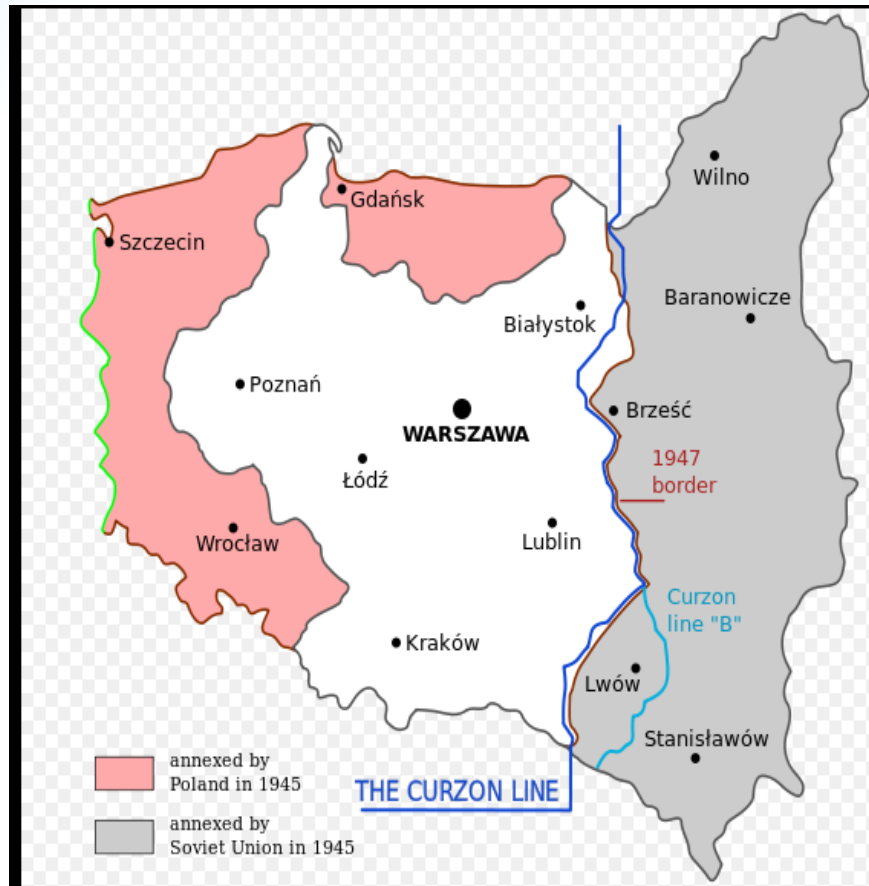 Wilno
Gdańsk
Szczecin
Baranowicze
Białystok
Poznań
Brześć
WARSZAWA
1947
border
Łódź
Lublin
Wrocław
Curzon
line "B"
Kraków
Lwów
Stanisławów
annexed by
Poland in 1945
THE CURZON LINE
annexed by
Soviet Union in 1945